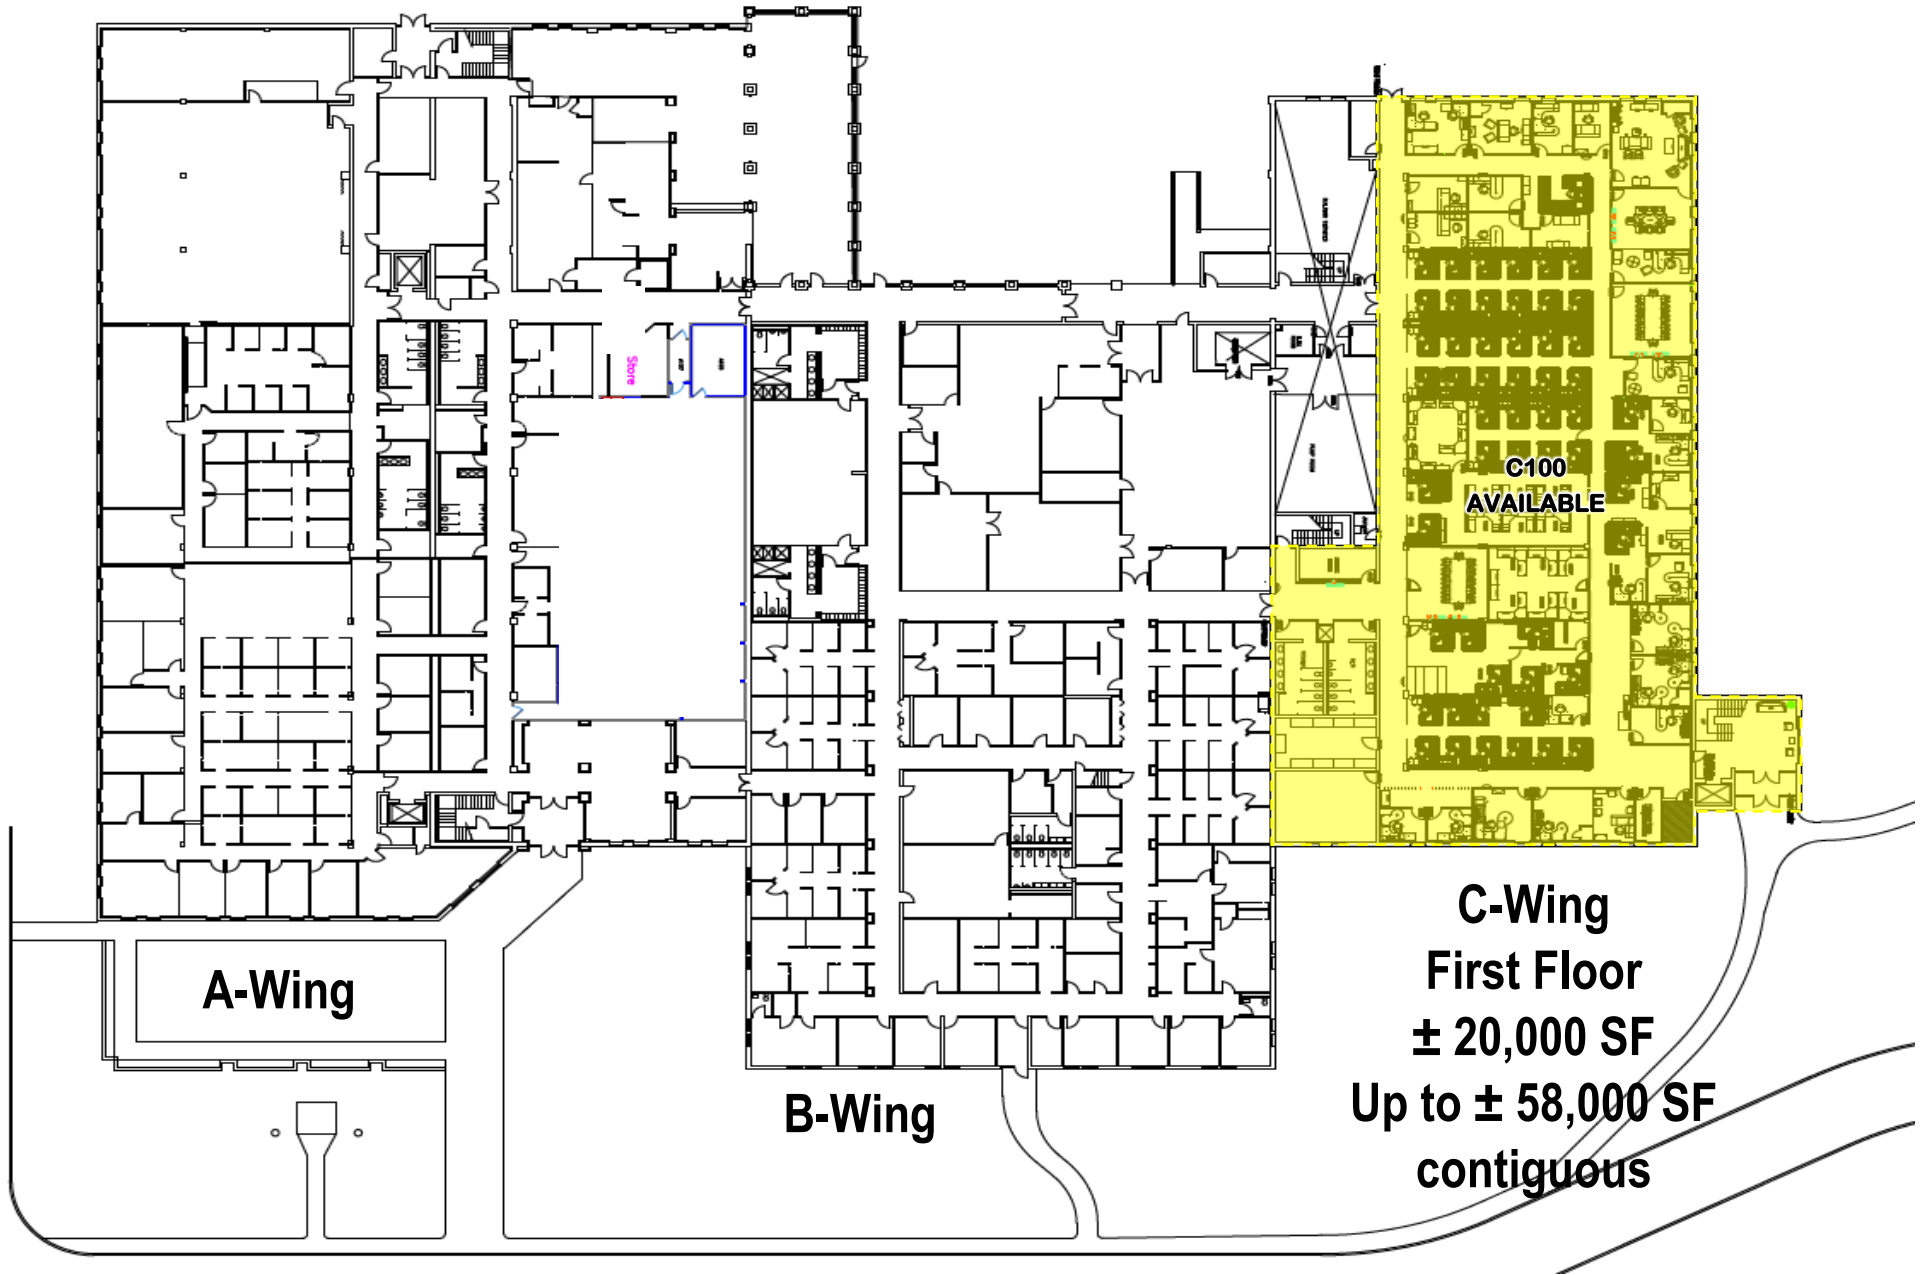 Store
C100
AVAILABLE
A-Wing
B-Wing
C-Wing
First Floor
± 20,000 SF
Up to ± 58,000 SF
contiguous